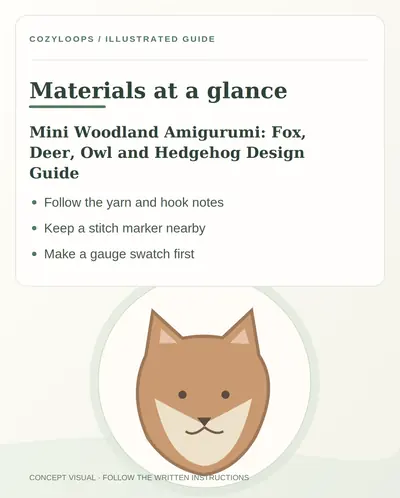 COZYLOOPS / ILLUSTRATED GUIDE
Materials at a glance
Mini Woodland Amigurumi: Fox,
Deer, Owl and Hedgehog Design
Guide
• Follow the yarn and hook notes
• Keep a stitch marker nearby
• Make a gauge swatch first
CONCEPT VISUAL · FOLLOW THE WRITTEN INSTRUCTIONS